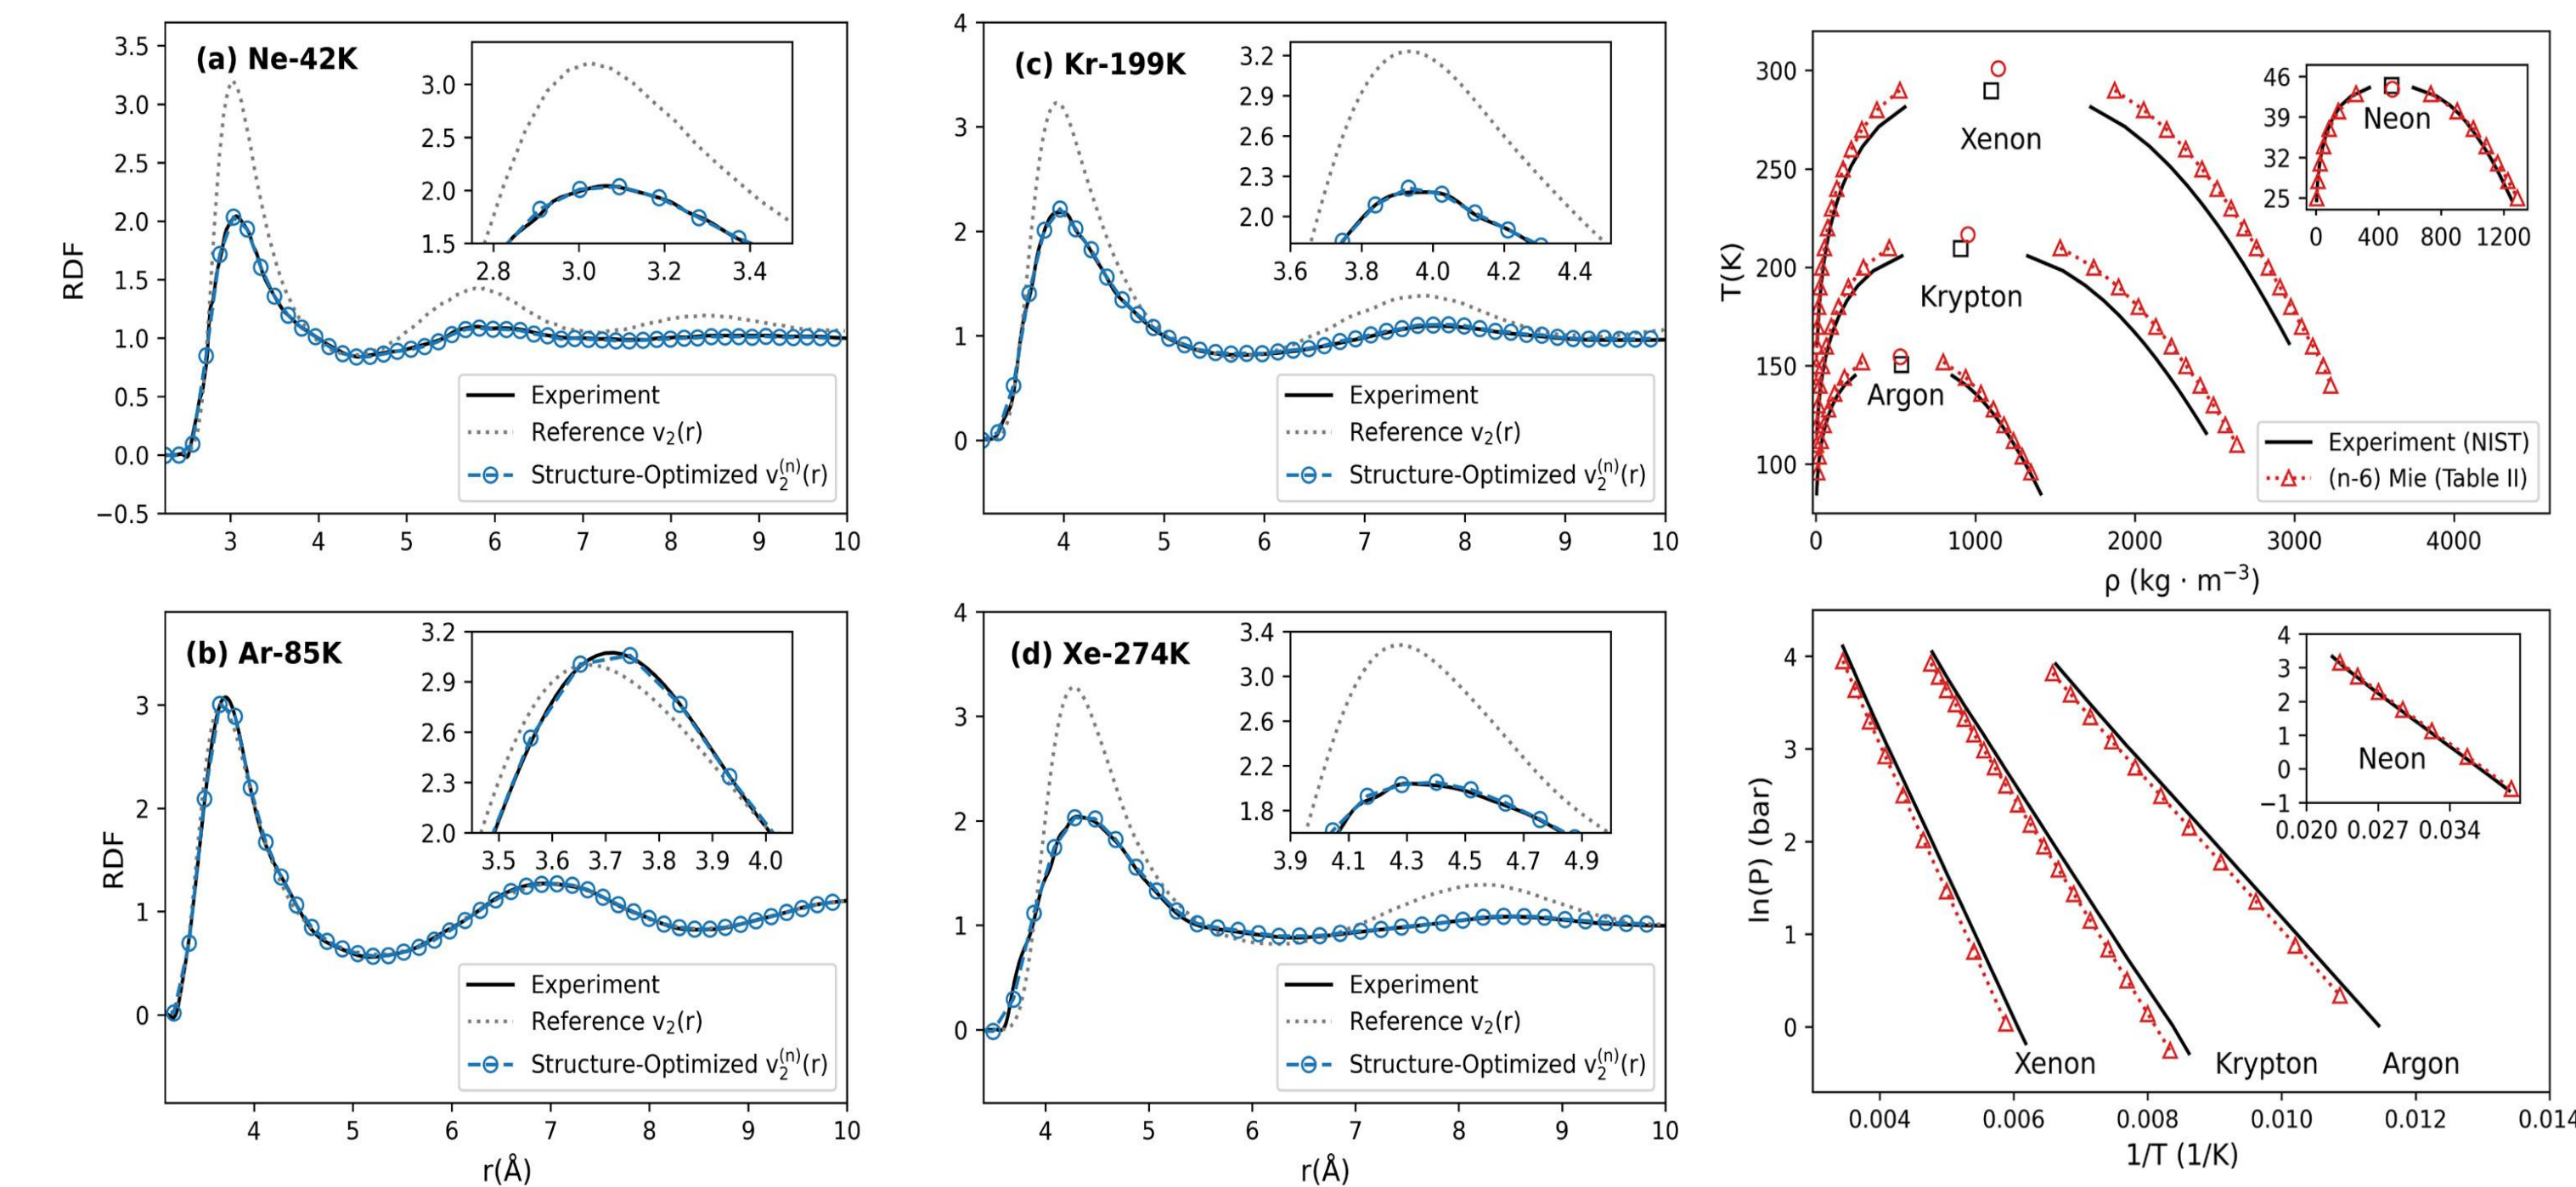 (a) Ne-42K
RDF
3.5
3.0
2.5
2.0
1.5
1.0
0.5
0.0
−0.5
3 4 5 6 7 8 9 10
3.0
2.5
2.0
1.5
2.8 3.0 3.2 3.4
Experiment
Reference v₂(r)
Structure-Optimized v₂⁽ⁿ⁾(r)
(c) Kr-199K
4
3
2
1
0
4 5 6 7 8 9 10
3.2
2.9
2.6
2.3
2.0
3.6 3.8 4.0 4.2 4.4
Experiment
Reference v₂(r)
Structure-Optimized v₂⁽ⁿ⁾(r)
T(K)
300
250
200
150
100
0 1000 2000 3000 4000
ρ (kg · m⁻³)
Xenon
Krypton
Argon
46
39
32
25
Neon
0 400 800 1200
Experiment (NIST)
(n-6) Mie (Table II)
(b) Ar-85K
RDF
3
2
1
0
4 5 6 7 8 9 10
r(Å)
3.2
2.9
2.6
2.3
2.0
3.5 3.6 3.7 3.8 3.9 4.0
Experiment
Reference v₂(r)
Structure-Optimized v₂⁽ⁿ⁾(r)
(d) Xe-274K
4
3
2
1
0
4 5 6 7 8 9 10
r(Å)
3.4
3.0
2.6
2.2
1.8
3.9 4.1 4.3 4.5 4.7 4.9
Experiment
Reference v₂(r)
Structure-Optimized v₂⁽ⁿ⁾(r)
ln(P) (bar)
4
3
2
1
0
0.004 0.006 0.008 0.010 0.012 0.014
1/T (1/K)
Xenon Krypton Argon
4
3
2
1
0
−1
Neon
0.020 0.027 0.034